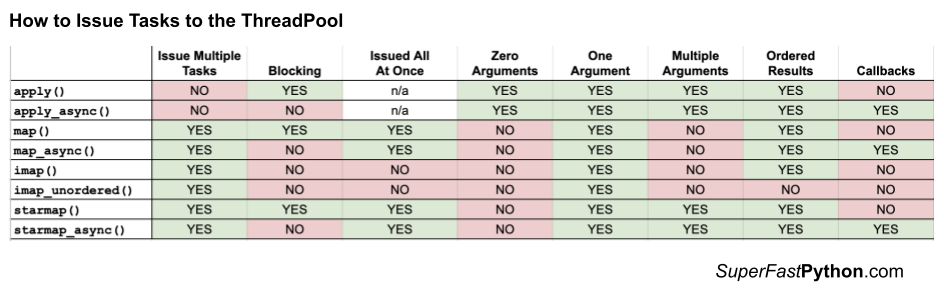 How to Issue Tasks to the ThreadPool
Issue Multiple Tasks Blocking Issued All At Once Zero Arguments One Argument Multiple Arguments Ordered Results Callbacks
apply() NO YES n/a YES YES YES YES NO
apply_async() NO NO n/a YES YES YES YES YES
map() YES YES YES NO YES NO YES NO
map_async() YES NO YES NO YES NO YES YES
imap() YES NO NO NO YES NO YES NO
imap_unordered() YES NO NO NO YES NO NO NO
starmap() YES YES YES NO YES YES YES NO
starmap_async() YES NO YES NO YES YES YES YES
SuperFastPython.com